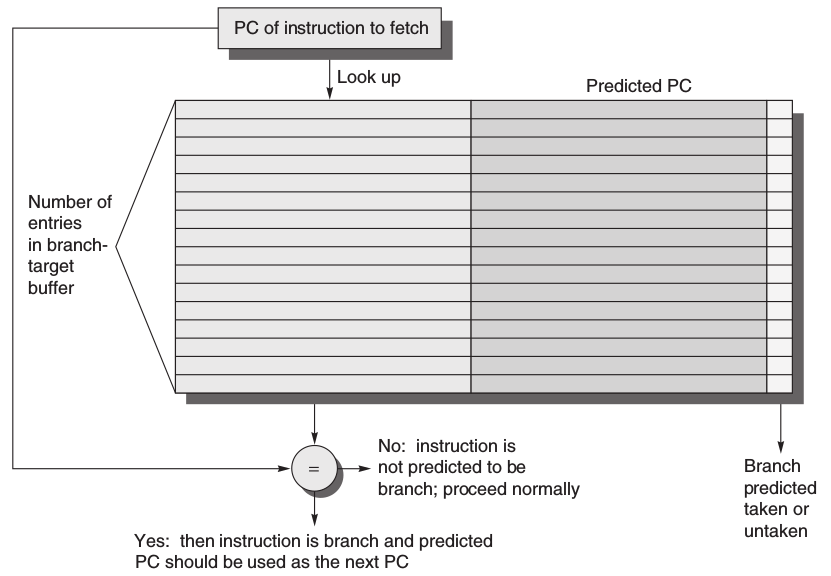 PC of instruction to fetch
Look up
Predicted PC
Number of
entries
in branch-
target
buffer
=
No: instruction is
not predicted to be
branch; proceed normally
Branch
predicted
taken or
untaken
Yes: then instruction is branch and predicted
PC should be used as the next PC